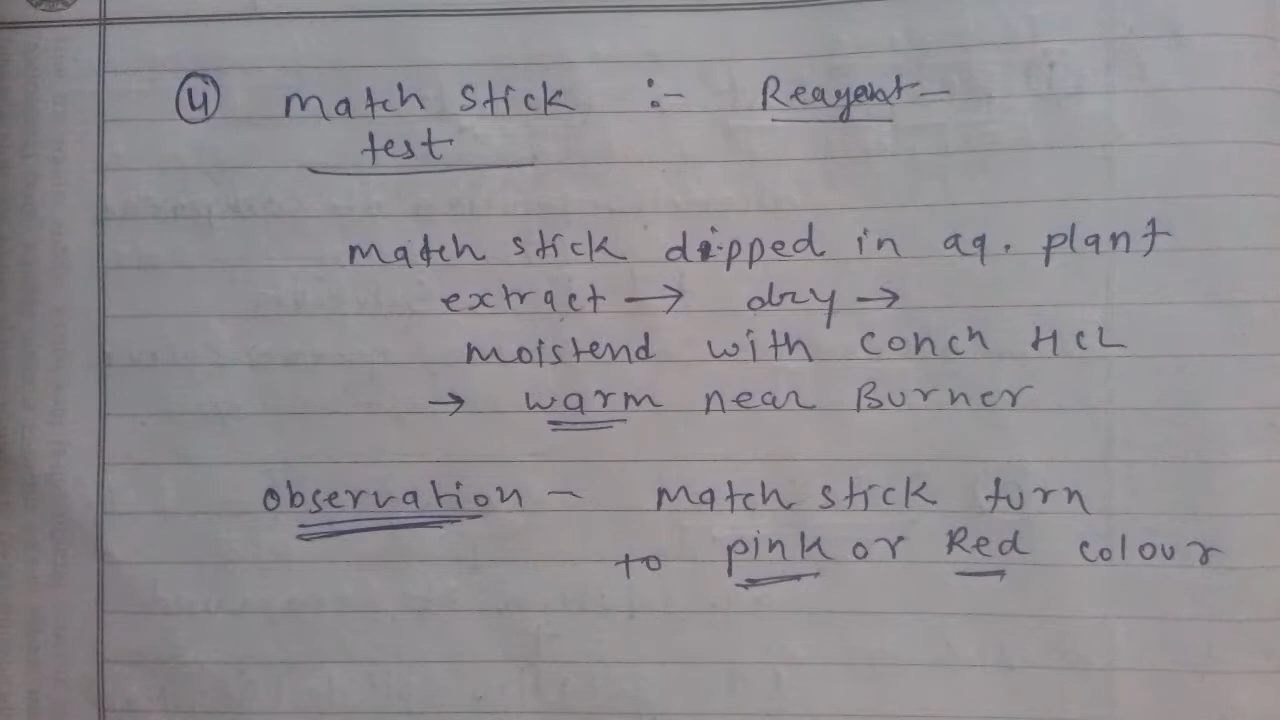 ④ Match stick :- Reagent -
test
Match stick dipped in aq. plant
extract → dry →
moistend with conch HCL
→ warm near Burner
observation - Match stick turn
to pink or Red colour